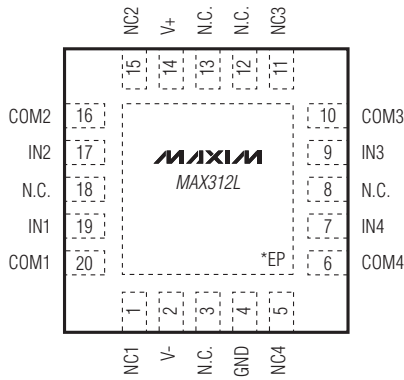 NC2 V+ N.C. N.C. NC3
15 14 13 12 11
COM2 16 10 COM3
IN2 17 9 IN3
MAXIM
MAX312L
N.C. 18 8 N.C.
IN1 19 7 IN4
*EP
COM1 20 6 COM4
1 2 3 4 5
NC1 V- N.C. GND NC4